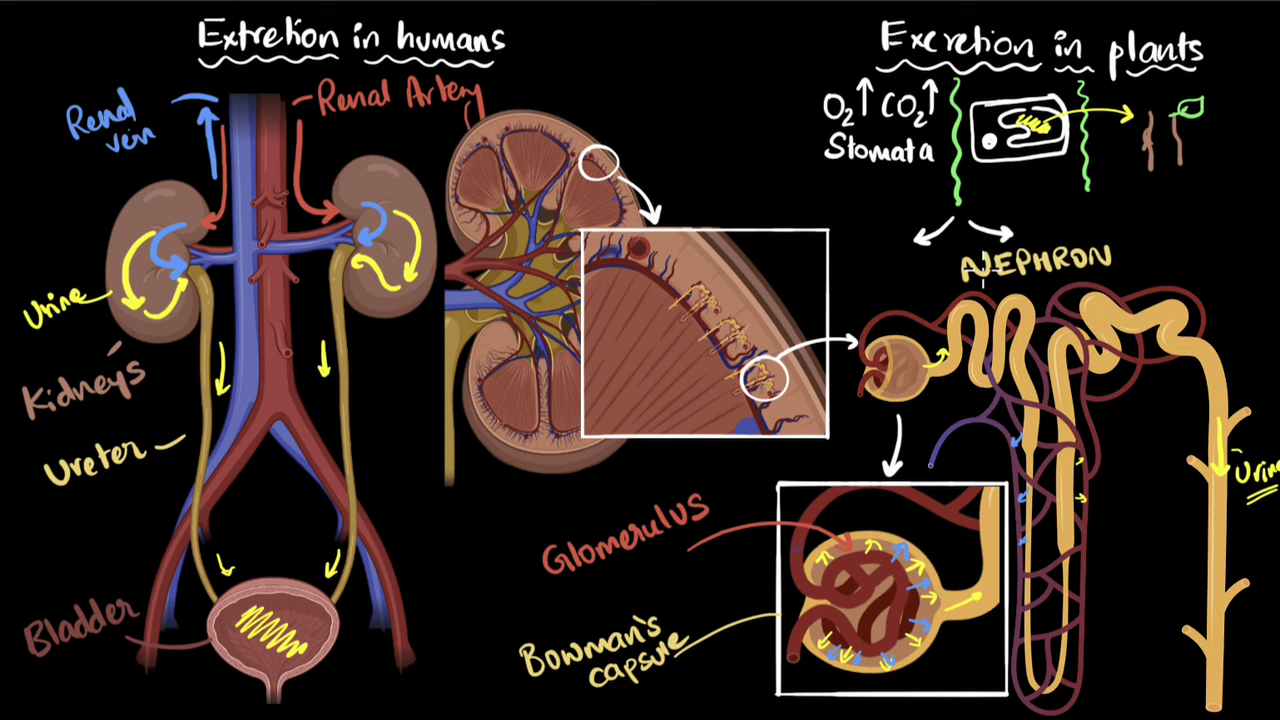 Extretion in humans
Renal
vein
Renal Artery
Urine
Kidneys
Ureter
Bladder
Excretion in plants
O₂↑ CO₂↑
Stomata
NEPHRON
Urine
Glomerulus
Bowman's
capsule